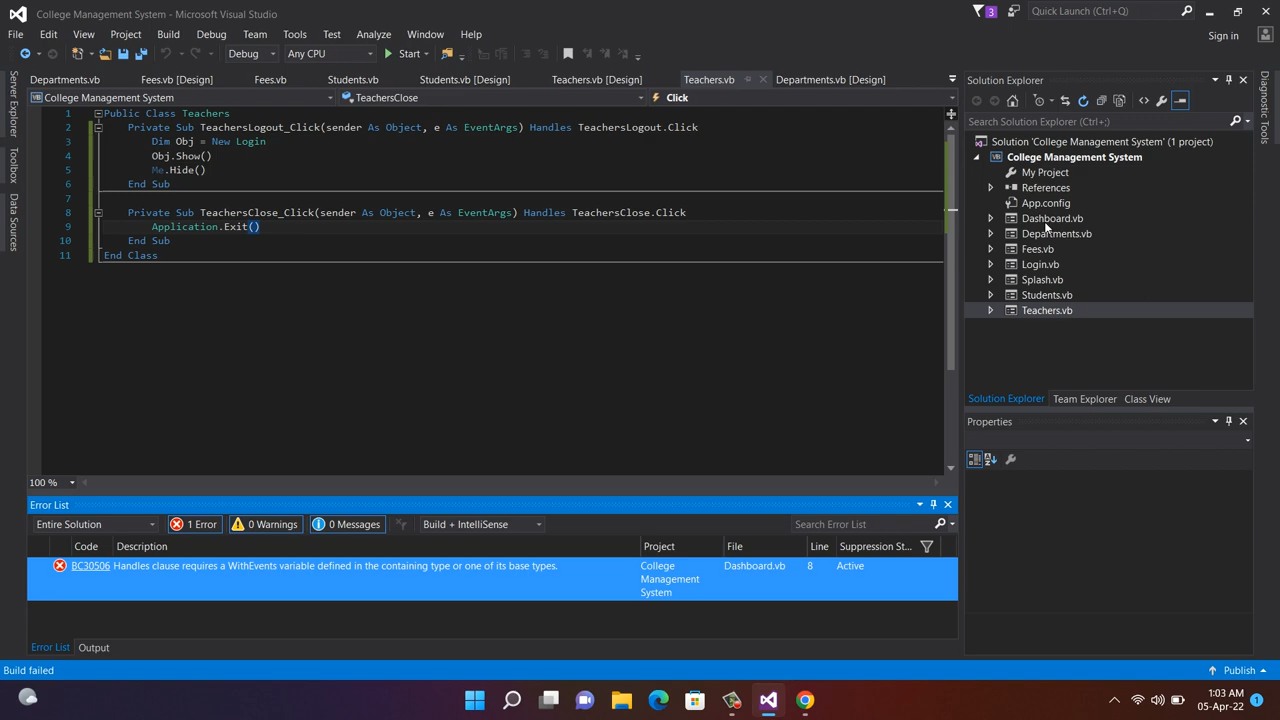 College Management System - Microsoft Visual Studio
3
Quick Launch (Ctrl+Q)
File Edit View Project Build Debug Team Tools Test Analyze Window Help
Sign in
Debug Any CPU Start
Departments.vb Fees.vb [Design] Fees.vb Students.vb Students.vb [Design] Teachers.vb [Design] Teachers.vb Departments.vb [Design]
College Management System TeachersClose Click
1 Public Class Teachers
2 Private Sub TeachersLogout_Click(sender As Object, e As EventArgs) Handles TeachersLogout.Click
3 Dim Obj = New Login
4 Obj.Show()
5 Me.Hide()
6 End Sub
7
8 Private Sub TeachersClose_Click(sender As Object, e As EventArgs) Handles TeachersClose.Click
9 Application.Exit()
10 End Sub
11 End Class
100 %
Server Explorer
Toolbox
Data Sources
Solution Explorer
Search Solution Explorer (Ctrl+;)
Solution 'College Management System' (1 project)
College Management System
My Project
References
App.config
Dashboard.vb
Departments.vb
Fees.vb
Login.vb
Splash.vb
Students.vb
Teachers.vb
Solution Explorer Team Explorer Class View
Properties
Diagnostic Tools
Error List
Entire Solution 1 Error 0 Warnings 0 Messages Build + IntelliSense Search Error List
Code Description Project File Line Suppression St...
BC30506 Handles clause requires a WithEvents variable defined in the containing type or one of its base types. College Dashboard.vb 8 Active
Management
System
Error List Output
Build failed
Publish
1:03 AM
05-Apr-22
1